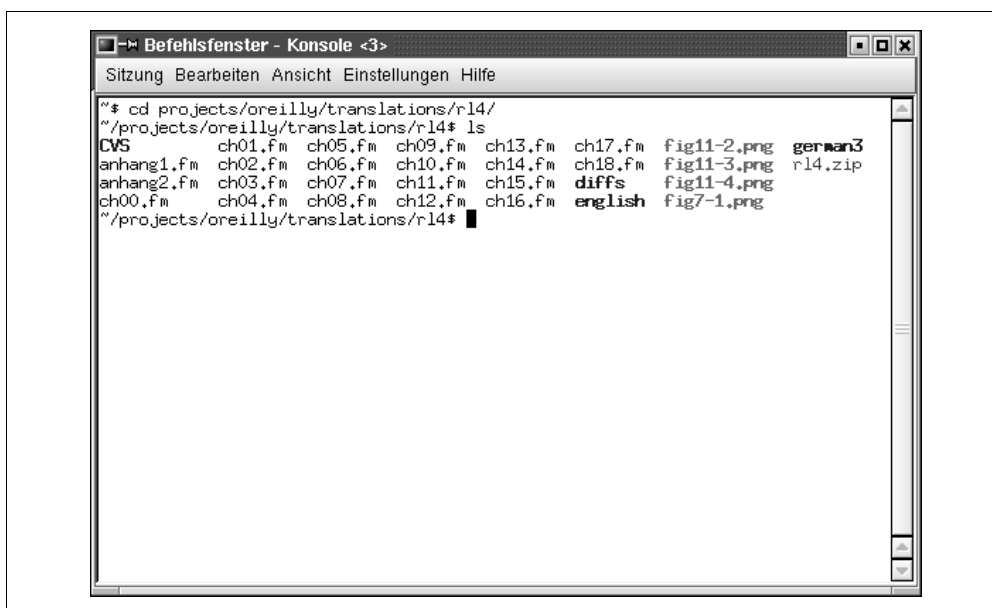 Befehlsfenster - Konsole <3>
Sitzung Bearbeiten Ansicht Einstellungen Hilfe
~$ cd projects/oreilly/translations/rl4/
~/projects/oreilly/translations/rl4$ ls
CVS ch01.fm ch05.fm ch09.fm ch13.fm ch17.fm fig11-2.png german3
anhang1.fm ch02.fm ch06.fm ch10.fm ch14.fm ch18.fm fig11-3.png rl4.zip
anhang2.fm ch03.fm ch07.fm ch11.fm ch15.fm diffs fig11-4.png
ch00.fm ch04.fm ch08.fm ch12.fm ch16.fm english fig7-1.png
~/projects/oreilly/translations/rl4$